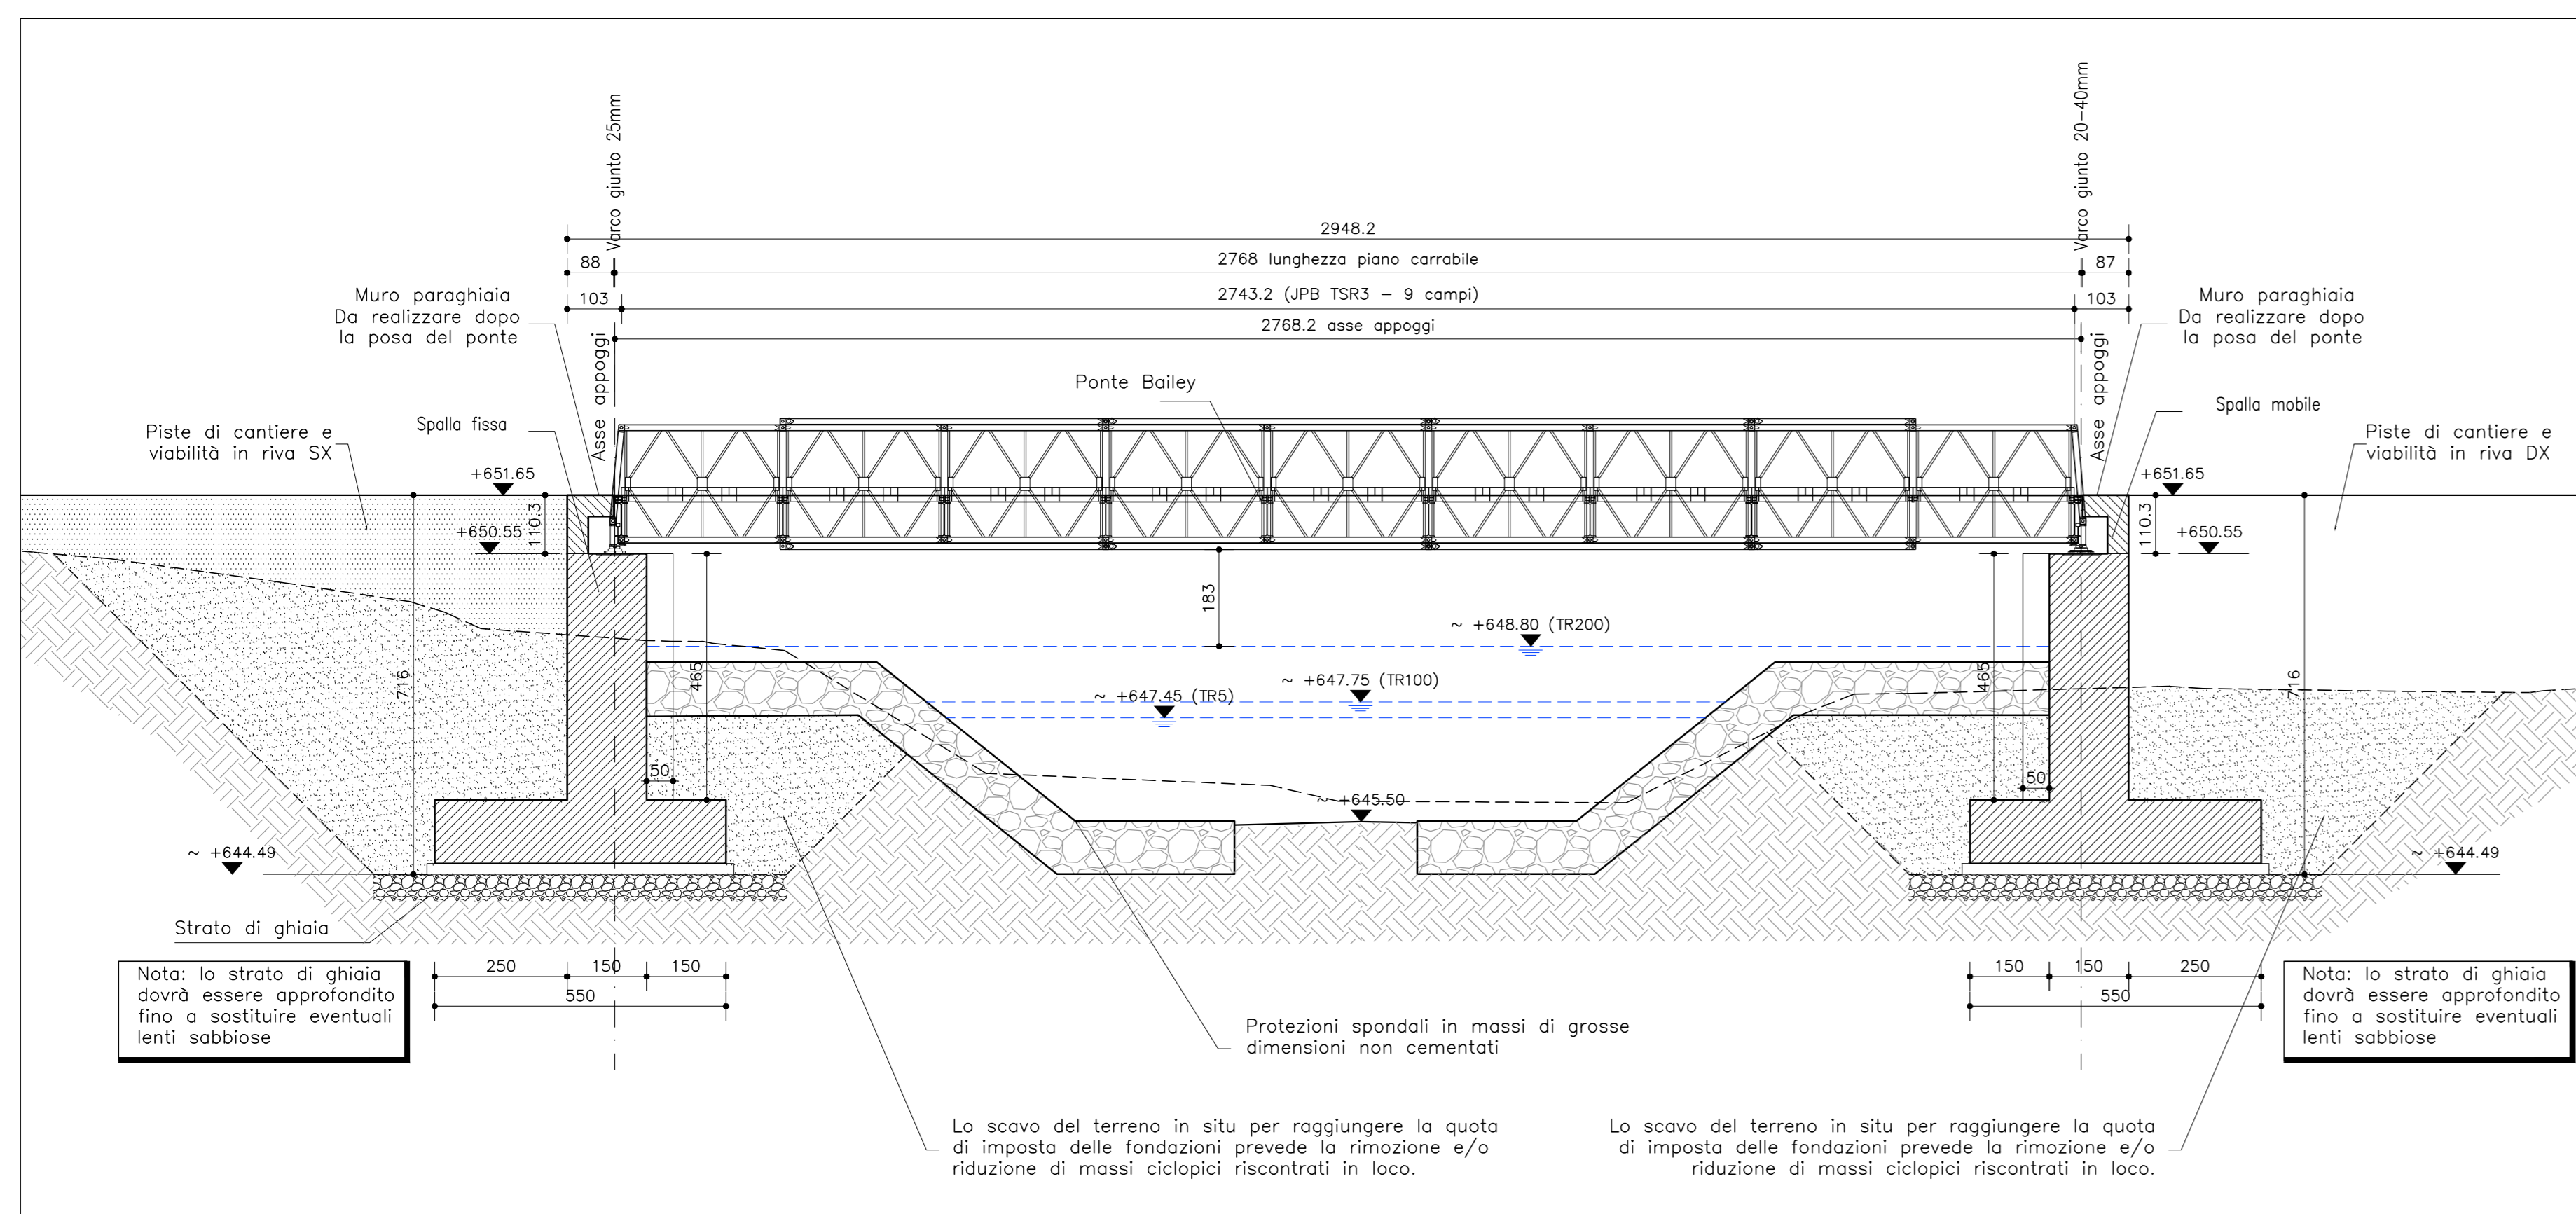 Varco giunto 25mm
Varco giunto 20-40mm
2948.2
88
2768 lunghezza piano carrabile
87
103
2743.2 (JPB TSR3 - 9 campi)
103
2768.2 asse appoggi
Muro paraghiaia
Da realizzare dopo
la posa del ponte
Asse appoggi
Ponte Bailey
Asse appoggi
Muro paraghiaia
Da realizzare dopo
la posa del ponte
Spalla fissa
Spalla mobile
Piste di cantiere e
viabilità in riva SX
Piste di cantiere e
viabilità in riva DX
+651.65
+651.65
+650.55
110.3
110.3
+650.55
183
~ +648.80 (TR200)
716
465
~ +647.45 (TR5)
~ +647.75 (TR100)
465
716
50
50
~ +645.50
~ +644.49
~ +644.49
Strato di ghiaia
250
150
150
550
150
150
250
550
Nota: lo strato di ghiaia
dovrà essere approfondito
fino a sostituire eventuali
lenti sabbiose
Nota: lo strato di ghiaia
dovrà essere approfondito
fino a sostituire eventuali
lenti sabbiose
Protezioni spondali in massi di grosse
dimensioni non cementati
Lo scavo del terreno in situ per raggiungere la quota
di imposta delle fondazioni prevede la rimozione e/o
riduzione di massi ciclopici riscontrati in loco.
Lo scavo del terreno in situ per raggiungere la quota
di imposta delle fondazioni prevede la rimozione e/o
riduzione di massi ciclopici riscontrati in loco.